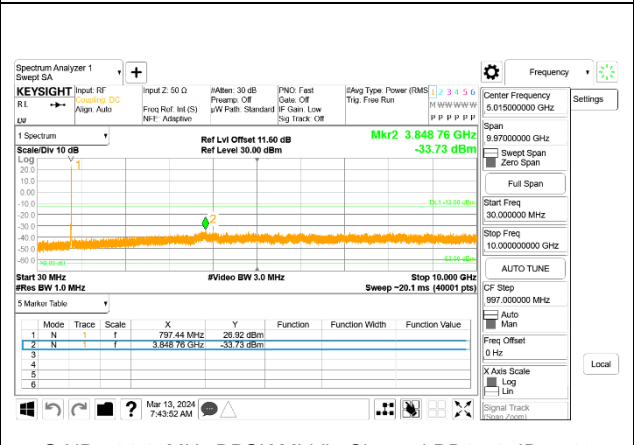 Spectrum Analyzer 1
Swept SA
Frequency
KEYSIGHT
Input: RF
Input Z: 50 Ω
#Atten: 30 dB
PNO: Fast
#Avg Type: Power (RMS
1 2 3 4 5 6
R L
Coupling: DC
Preamp: Off
Gate: Off
Trig: Free Run
M W W W W W
Align: Auto
Freq Ref: Int (S)
µW Path: Standard
IF Gain: Low
P P P P P P
NFE: Adaptive
Sig Track: Off
Center Frequency
5.015000000 GHz
Settings
Span
9.97000000 GHz
Swept Span
Zero Span
Full Span
Start Freq
30.000000 MHz
Stop Freq
10.000000000 GHz
AUTO TUNE
CF Step
997.000000 MHz
Auto
Man
Freq Offset
0 Hz
X Axis Scale
Log
Lin
Signal Track
(Span Zoom)
Local
1 Spectrum
Ref Lvl Offset 11.60 dB
Mkr2 3.848 76 GHz
Scale/Div 10 dB
Ref Level 30.00 dBm
-33.73 dBm
Log
1
20.0
10.0
0.00
-10.0
DL1 -13.00 dBm
-20.0
2
-30.0
-40.0
-50.0
-60.0
Start 30 MHz
#Video BW 3.0 MHz
Stop 10.000 GHz
#Res BW 1.0 MHz
Sweep ~20.1 ms (40001 pts)
5 Marker Table
Mode Trace Scale X Y Function Function Width Function Value
1 N 1 f 797.44 MHz 26.92 dBm
2 N 1 f 3.848 76 GHz -33.73 dBm
3
4
5
6
?
Mar 13, 2024
7:43:52 AM